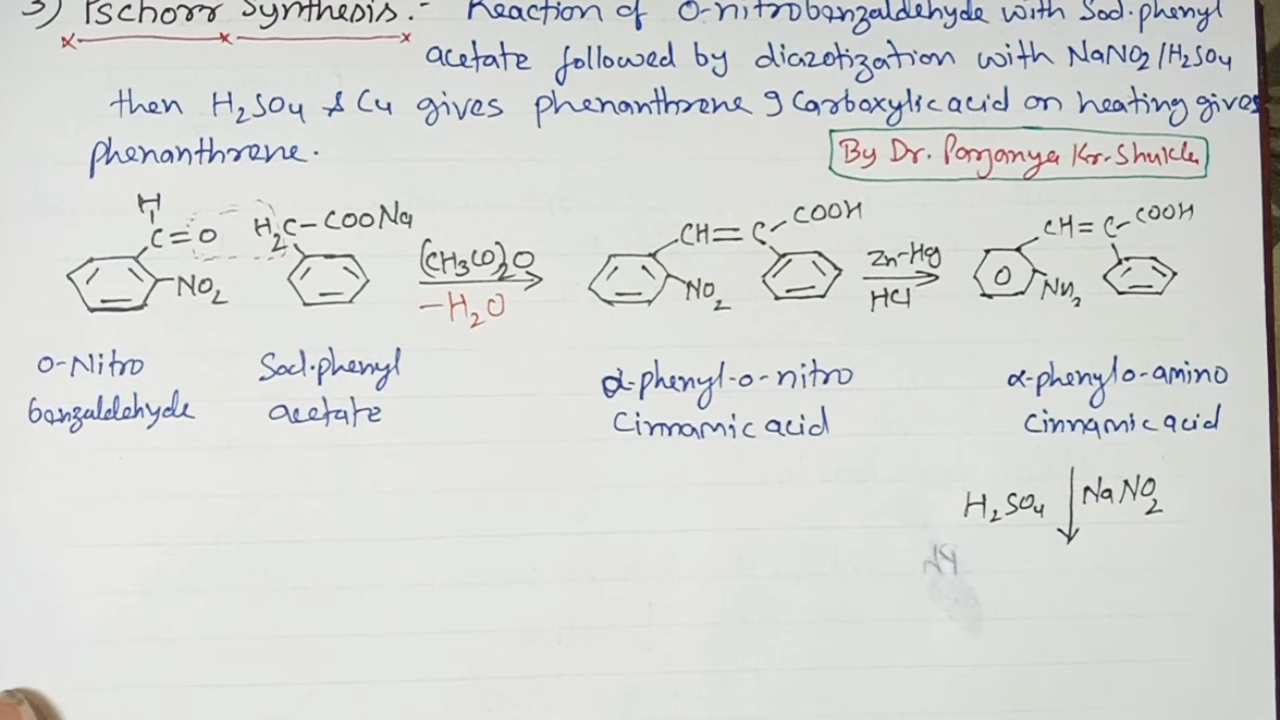 3) Pschorr Synthesis:- Reaction of O-nitrobenzaldehyde with Sod.phenyl
acetate followed by diazotization with NaNO2/H2SO4
then H2SO4 & Cu gives phenanthrene 9 Carboxylic acid on heating gives
phenanthrene.
By Dr. Parjanya Kr. Shukla
H
C=O
H2C-COONa
NO2
(CH3CO)2O
-H2O
CH=C-COOH
NO2
Zn-Hg
HCl
CH=C-COOH
NH2
O-Nitro
benzaldehyde
Sod.phenyl
acetate
α-phenyl-o-nitro
Cinnamic acid
α-phenylo-amino
Cinnamic acid
H2SO4 NaNO2